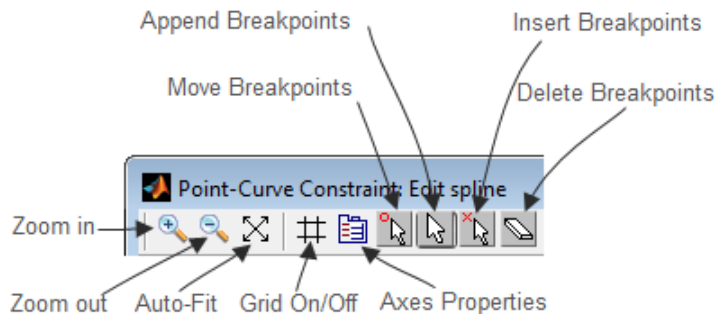 Append Breakpoints
Insert Breakpoints
Move Breakpoints
Delete Breakpoints
Point-Curve Constraint: Edit spline
Zoom in
Zoom out
Auto-Fit
Grid On/Off
Axes Properties